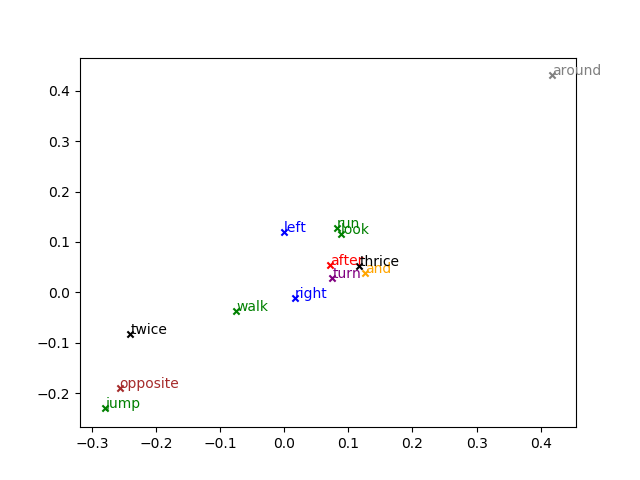 around
0.4
0.3
0.2
run
left
look
0.1
after
thrice
and
turn
right
0.0
walk
twice
−0.1
opposite
−0.2
jump
−0.3
−0.2
−0.1
0.0
0.1
0.2
0.3
0.4